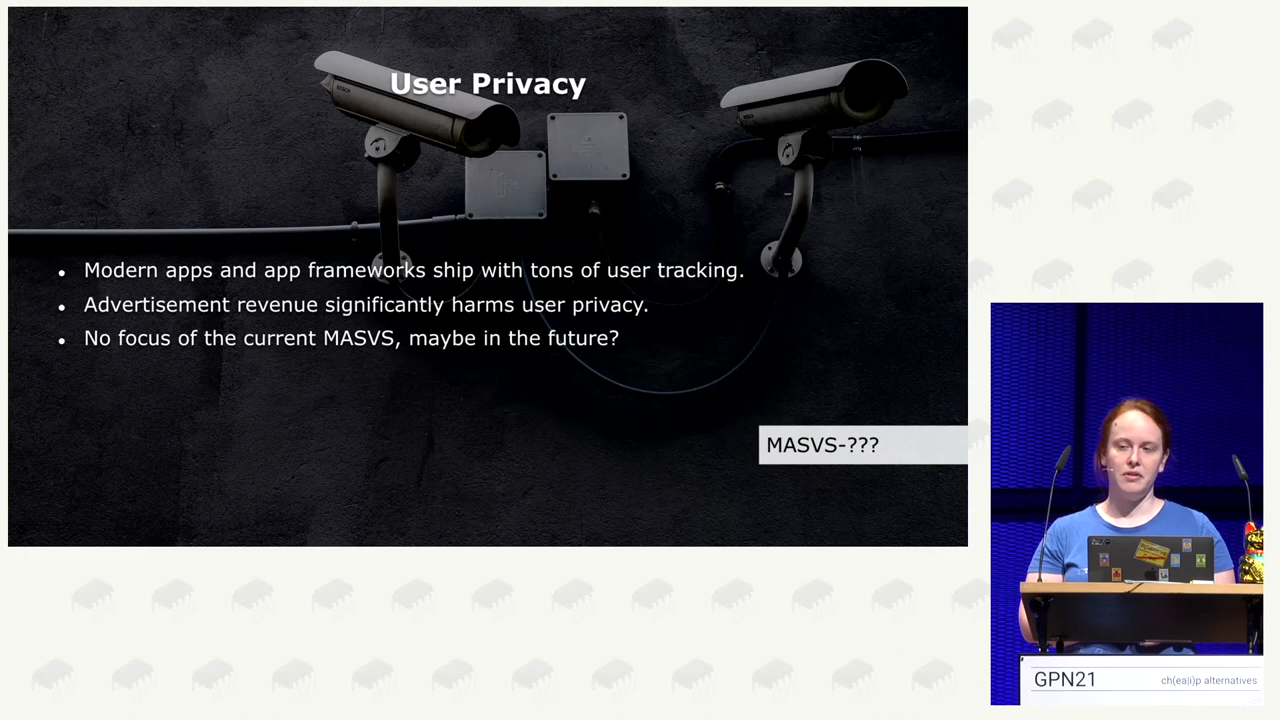 User Privacy
• Modern apps and app frameworks ship with tons of user tracking.
• Advertisement revenue significantly harms user privacy.
• No focus of the current MASVS, maybe in the future?
MASVS-???
GPN21
ch(ea|i)p alternatives